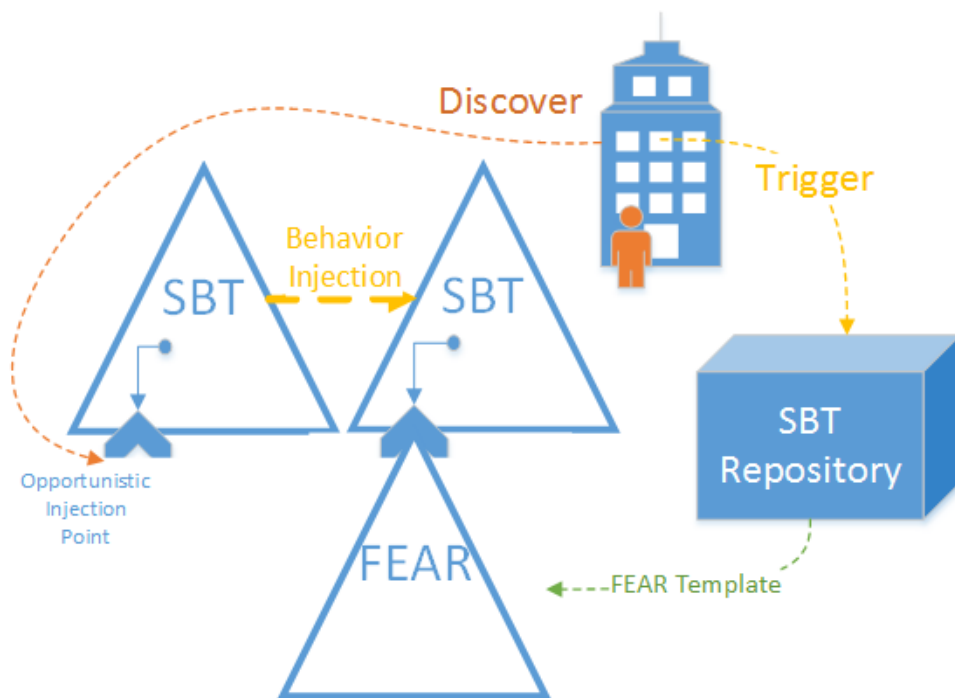 Discover
Trigger
Behavior
Injection
SBT
SBT
SBT
Repository
Opportunistic
Injection
Point
FEAR
FEAR Template